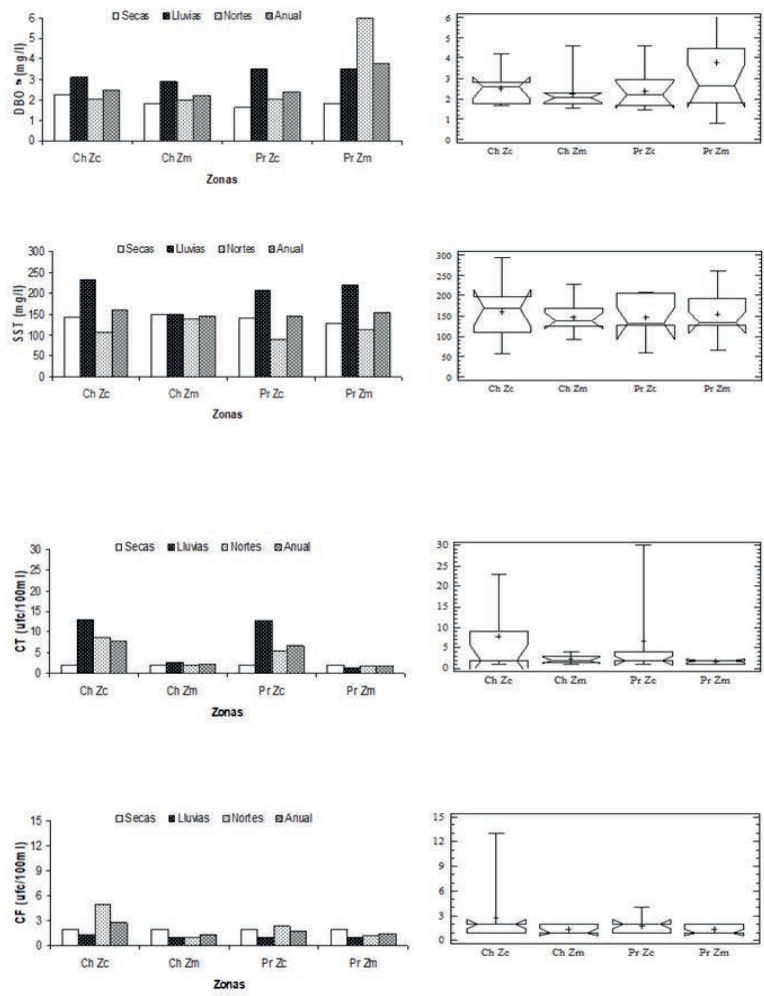 □Secas ■Lluvias □Nortes ■Anual
DBO (mg/l)
6
5
4
3
2
1
0
Ch Zc Ch Zm Pr Zc Pr Zm
Zonas
6
5
4
3
2
1
0
Ch Zc Ch Zm Pr Zc Pr Zm
□Secas ■Lluvias □Nortes ■Anual
SST (mg/l)
300
250
200
150
100
50
0
Ch Zc Ch Zm Pr Zc Pr Zm
Zonas
300
250
200
150
100
50
0
Ch Zc Ch Zm Pr Zc Pr Zm
□Secas ■Lluvias □Nortes ■Anual
CT (ufc/100ml)
30
25
20
15
10
5
0
Ch Zc Ch Zm Pr Zc Pr Zm
Zonas
30
25
20
15
10
5
0
Ch Zc Ch Zm Pr Zc Pr Zm
□Secas ■Lluvias □Nortes ■Anual
CF (ufc/100ml)
15
12
9
6
3
0
Ch Zc Ch Zm Pr Zc Pr Zm
Zonas
15
12
9
6
3
0
Ch Zc Ch Zm Pr Zc Pr Zm